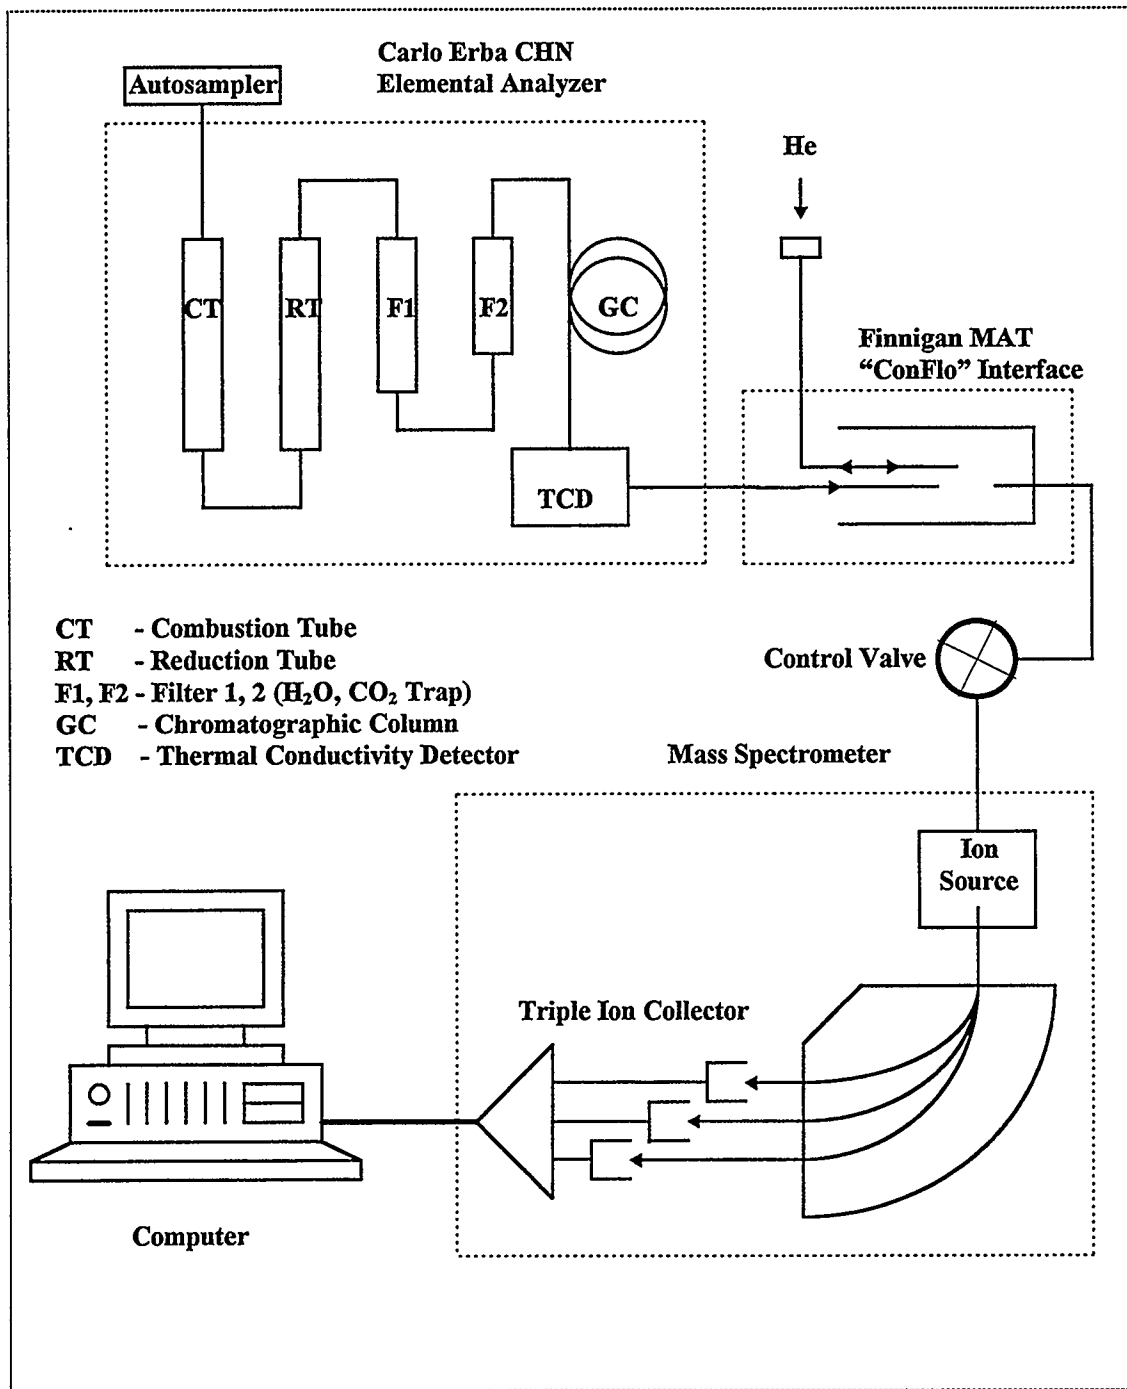 Carlo Erba CHN
Elemental Analyzer
Autosampler
He
CT
RT
F1
F2
GC
Finnigan MAT
“ConFlo” Interface
TCD
CT - Combustion Tube
RT - Reduction Tube
F1, F2 - Filter 1, 2 (H₂O, CO₂ Trap)
GC - Chromatographic Column
TCD - Thermal Conductivity Detector
Control Valve
Mass Spectrometer
Ion
Source
Triple Ion Collector
Computer